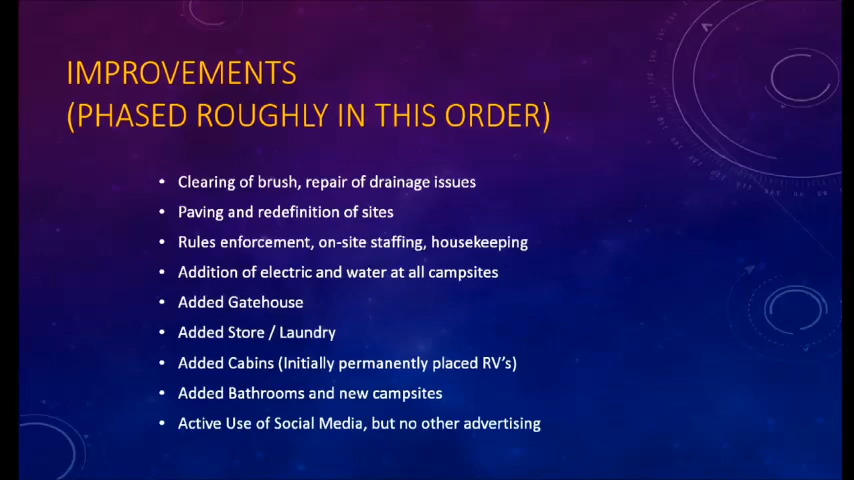 IMPROVEMENTS
(PHASED ROUGHLY IN THIS ORDER)
• Clearing of brush, repair of drainage issues
• Paving and redefinition of sites
• Rules enforcement, on-site staffing, housekeeping
• Addition of electric and water at all campsites
• Added Gatehouse
• Added Store / Laundry
• Added Cabins (Initially permanently placed RV's)
• Added Bathrooms and new campsites
• Active Use of Social Media, but no other advertising